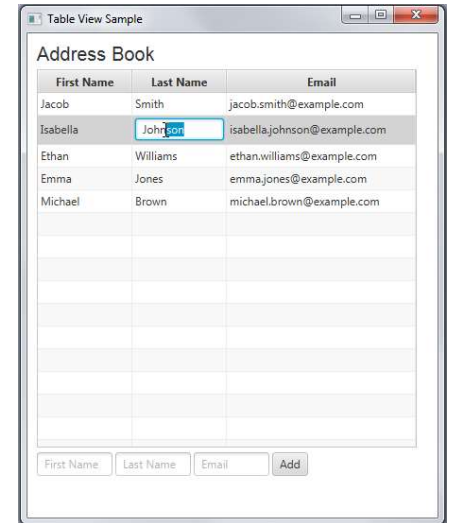 Table View Sample
Address Book
First Name Last Name Email
Jacob Smith jacob.smith@example.com
Isabella Johnson isabella.johnson@example.com
Ethan Williams ethan.williams@example.com
Emma Jones emma.jones@example.com
Michael Brown michael.brown@example.com
First Name Last Name Email Add